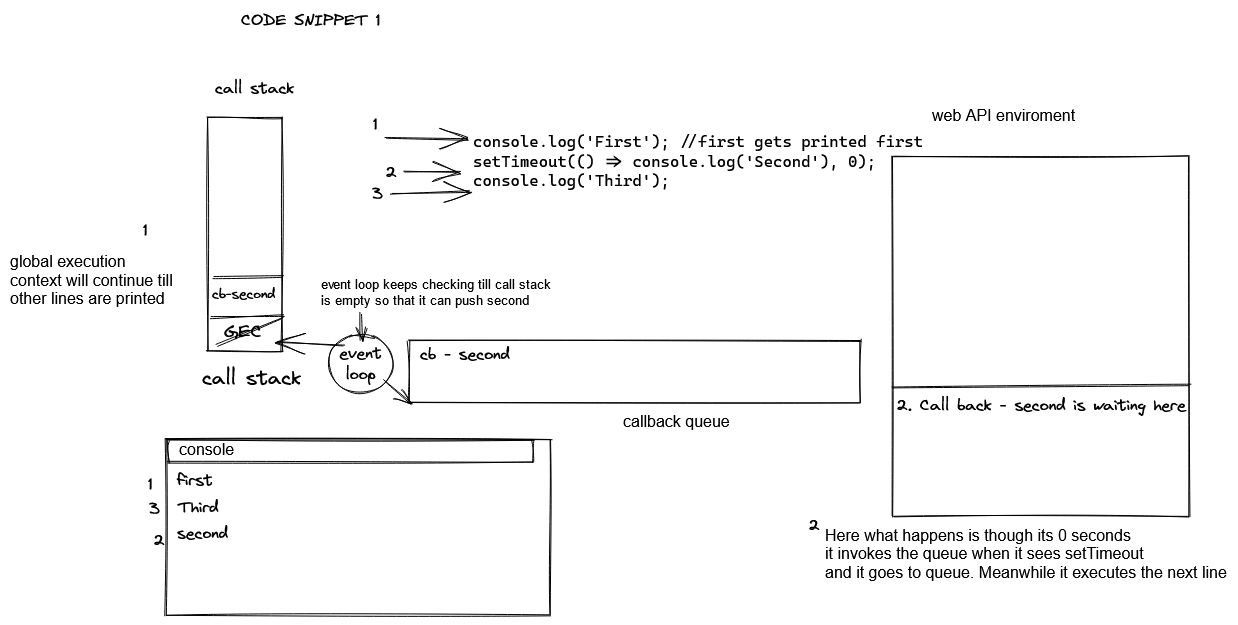 CODE SNIPPET 1
call stack
web API enviroment
1
console.log('First'); //first gets printed first
2
setTimeout(() => console.log('Second'), 0);
3
console.log('Third');
1
global execution
context will continue till
other lines are printed
cb-second
GEC
call stack
event loop keeps checking till call stack
is empty so that it can push second
event
loop
cb - second
callback queue
2. Call back - second is waiting here
console
1 first
3 Third
2 second
2
Here what happens is though its 0 seconds
it invokes the queue when it sees setTimeout
and it goes to queue. Meanwhile it executes the next line